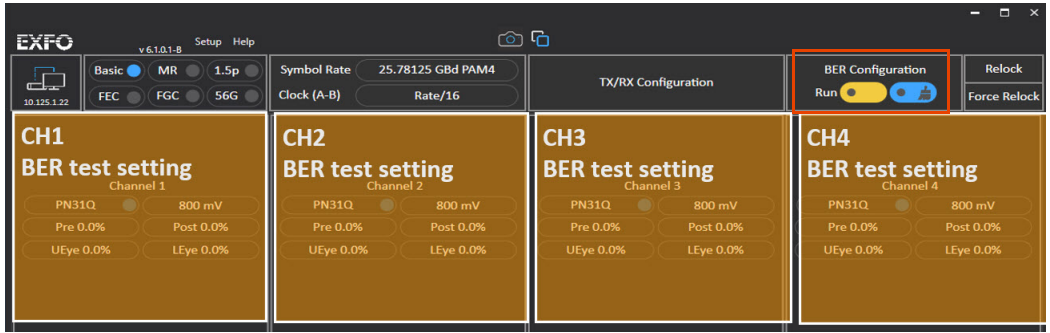 EXFO
v 6.1.0.1-B
Setup Help
10.125.1.22
Basic MR 1.5p
FEC FGC 56G
Symbol Rate 25.78125 GBd PAM4
Clock (A-B) Rate/16
TX/RX Configuration
BER Configuration
Run
Relock
Force Relock
CH1
BER test setting
Channel 1
PN31Q 800 mV
Pre 0.0% Post 0.0%
UEye 0.0% LEye 0.0%
CH2
BER test setting
Channel 2
PN31Q 800 mV
Pre 0.0% Post 0.0%
UEye 0.0% LEye 0.0%
CH3
BER test setting
Channel 3
PN31Q 800 mV
Pre 0.0% Post 0.0%
UEye 0.0% LEye 0.0%
CH4
BER test setting
Channel 4
PN31Q 800 mV
Pre 0.0% Post 0.0%
UEye 0.0% LEye 0.0%